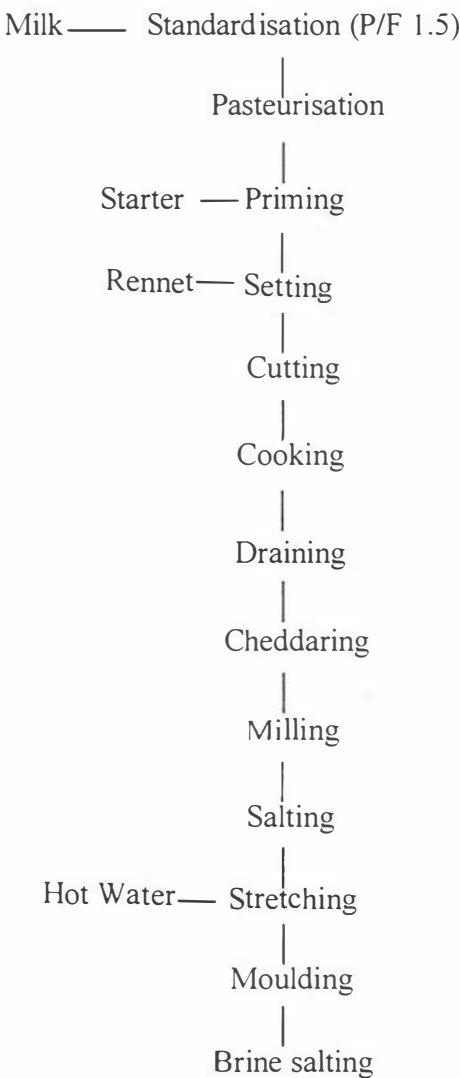 Milk — Standardisation (P/F 1.5)
Pasteurisation
Starter — Priming
Rennet — Setting
Cutting
Cooking
Draining
Cheddaring
Milling
Salting
Hot Water — Stretching
Moulding
Brine salting